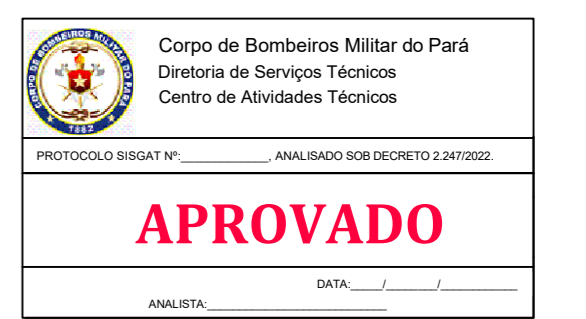 CORPO DE BOMBEIROS MILITAR DO PARÁ
1882
Corpo de Bombeiros Militar do Pará
Diretoria de Serviços Técnicos
Centro de Atividades Técnicos
PROTOCOLO SISGAT Nº:_____________, ANALISADO SOB DECRETO 2.247/2022.
APROVADO
DATA:_____/________/____________
ANALISTA:____________________________